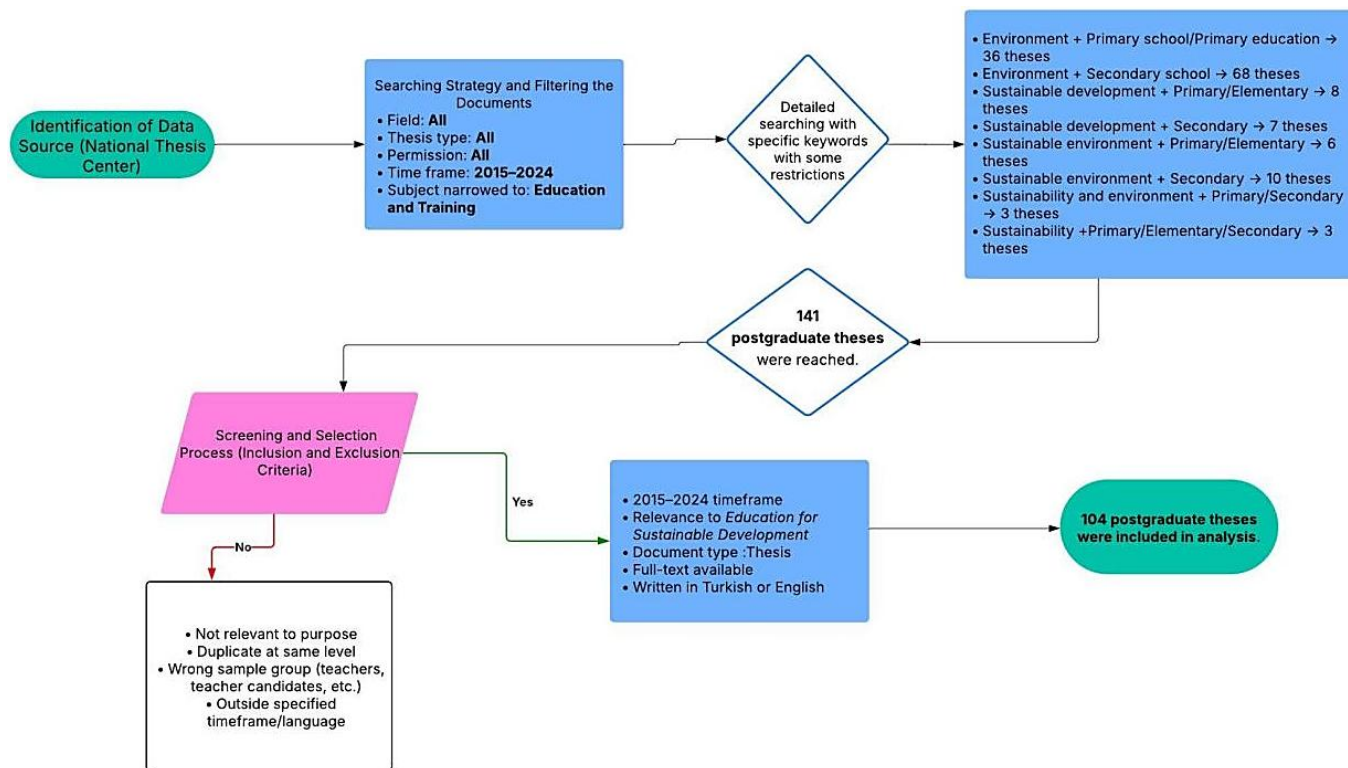 Identification of Data
Source (National Thesis
Center)
Searching Strategy and Filtering the
Documents
• Field: All
• Thesis type: All
• Permission: All
• Time frame: 2015–2024
• Subject narrowed to: Education
and Training
Detailed
searching with
specific keywords
with some
restrictions
• Environment + Primary school/Primary education →
36 theses
• Environment + Secondary school → 68 theses
• Sustainable development + Primary/Elementary → 8
theses
• Sustainable development + Secondary → 7 theses
• Sustainable environment + Primary/Elementary → 6
theses
• Sustainable environment + Secondary → 10 theses
• Sustainability and environment + Primary/Secondary
→ 3 theses
• Sustainability +Primary/Elementary/Secondary → 3
theses
141
postgraduate theses
were reached.
Screening and Selection
Process (Inclusion and Exclusion
Criteria)
Yes
No
• 2015–2024 timeframe
• Relevance to Education for
Sustainable Development
• Document type :Thesis
• Full-text available
• Written in Turkish or English
104 postgraduate theses
were included in analysis.
• Not relevant to purpose
• Duplicate at same level
• Wrong sample group (teachers,
teacher candidates, etc.)
• Outside specified
timeframe/language